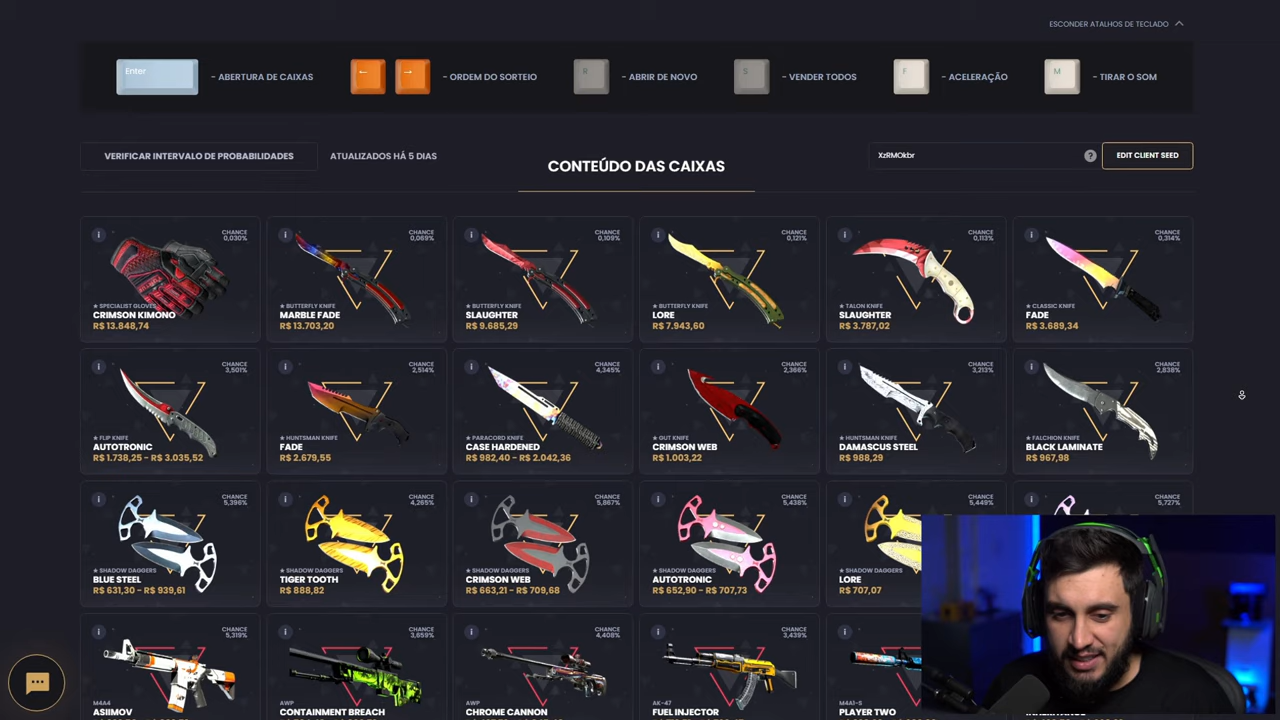 ESCONDER ATALHOS DE TECLADO
Enter - ABERTURA DE CAIXAS ← → - ORDEM DO SORTEIO R - ABRIR DE NOVO S - VENDER TODOS F - ACELERAÇÃO M - TIRAR O SOM
VERIFICAR INTERVALO DE PROBABILIDADES ATUALIZADOS HÁ 5 DIAS CONTEÚDO DAS CAIXAS XzRMOkbr ? EDIT CLIENT SEED
CHANCE
0,030%
★ SPECIALIST GLOVES
CRIMSON KIMONO
R$ 13.848,74
CHANCE
0,069%
★ BUTTERFLY KNIFE
MARBLE FADE
R$ 13.703,20
CHANCE
0,109%
★ BUTTERFLY KNIFE
SLAUGHTER
R$ 9.685,29
CHANCE
0,121%
★ BUTTERFLY KNIFE
LORE
R$ 7.943,60
CHANCE
0,113%
★ TALON KNIFE
SLAUGHTER
R$ 3.787,02
CHANCE
0,314%
★ CLASSIC KNIFE
FADE
R$ 3.689,34
CHANCE
3,501%
★ FLIP KNIFE
AUTOTRONIC
R$ 1.738,25 - R$ 3.035,52
CHANCE
2,514%
★ HUNTSMAN KNIFE
FADE
R$ 2.679,55
CHANCE
4,345%
★ PARACORD KNIFE
CASE HARDENED
R$ 982,40 - R$ 2.042,36
CHANCE
2,366%
★ GUT KNIFE
CRIMSON WEB
R$ 1.003,22
CHANCE
3,213%
★ HUNTSMAN KNIFE
DAMASCUS STEEL
R$ 988,29
CHANCE
2,838%
★ FALCHION KNIFE
BLACK LAMINATE
R$ 967,98
CHANCE
5,396%
★ SHADOW DAGGERS
BLUE STEEL
R$ 631,30 - R$ 939,61
CHANCE
4,265%
★ SHADOW DAGGERS
TIGER TOOTH
R$ 888,82
CHANCE
5,867%
★ SHADOW DAGGERS
CRIMSON WEB
R$ 663,21 - R$ 709,68
CHANCE
5,438%
★ SHADOW DAGGERS
AUTOTRONIC
R$ 652,90 - R$ 707,73
CHANCE
5,449%
★ SHADOW DAGGERS
LORE
R$ 707,07
CHANCE
5,727%
CHANCE
5,319%
M4A4
ASIIMOV
CHANCE
3,659%
AWP
CONTAINMENT BREACH
CHANCE
4,408%
AWP
CHROME CANNON
CHANCE
3,439%
AK-47
FUEL INJECTOR
M4A1-S
PLAYER TWO